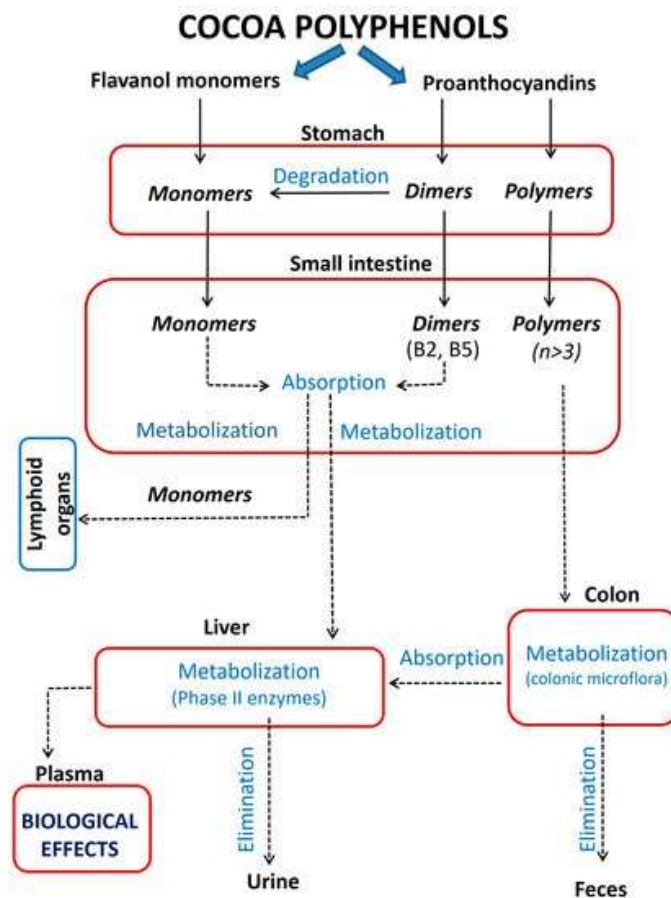 COCOA POLYPHENOLS
Flavanol monomers
Proanthocyandins
Stomach
Degradation
Monomers
Dimers
Polymers
Small intestine
Monomers
Dimers
(B2, B5)
Polymers
(n>3)
Absorption
Metabolization
Metabolization
Lymphoid
organs
Monomers
Colon
Liver
Metabolization
(Phase II enzymes)
Absorption
Metabolization
(colonic microflora)
Plasma
BIOLOGICAL
EFFECTS
Elimination
Elimination
Urine
Feces